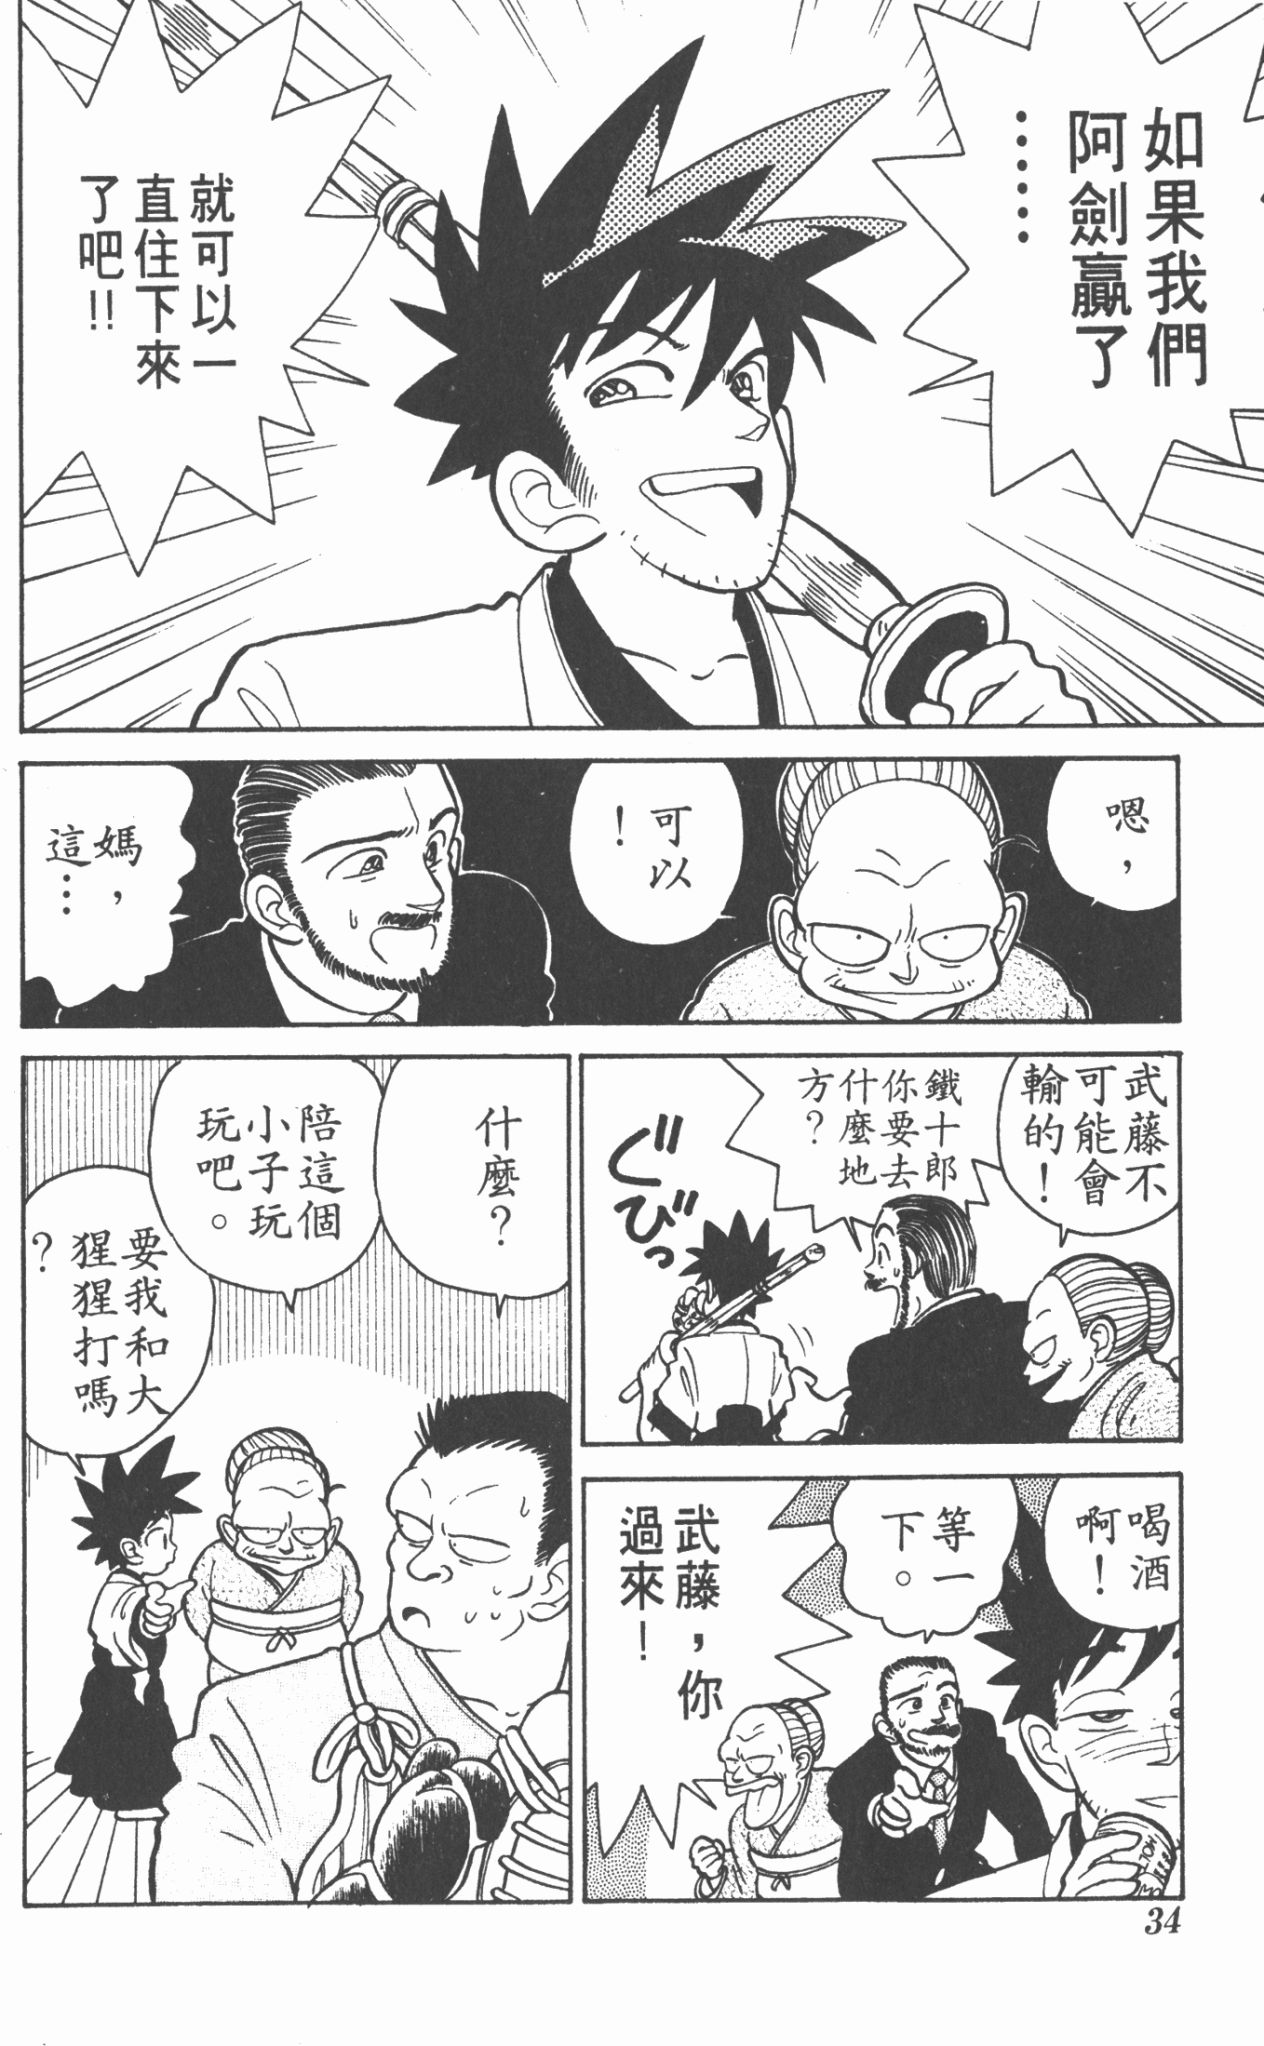 如果我們
阿劍贏了
……
就可以一
直住下來
了吧!!
嗯，
可以
！
媽，
這…
武藤不
可能會
輸的！
鐵十郎
你要去
什麼地
方？
ぐびっ
喝酒
啊！
等一
下。
武藤，你
過來！
什麼？
陪這個
小子玩
玩吧。
要我和大
猩猩打嗎
？
34